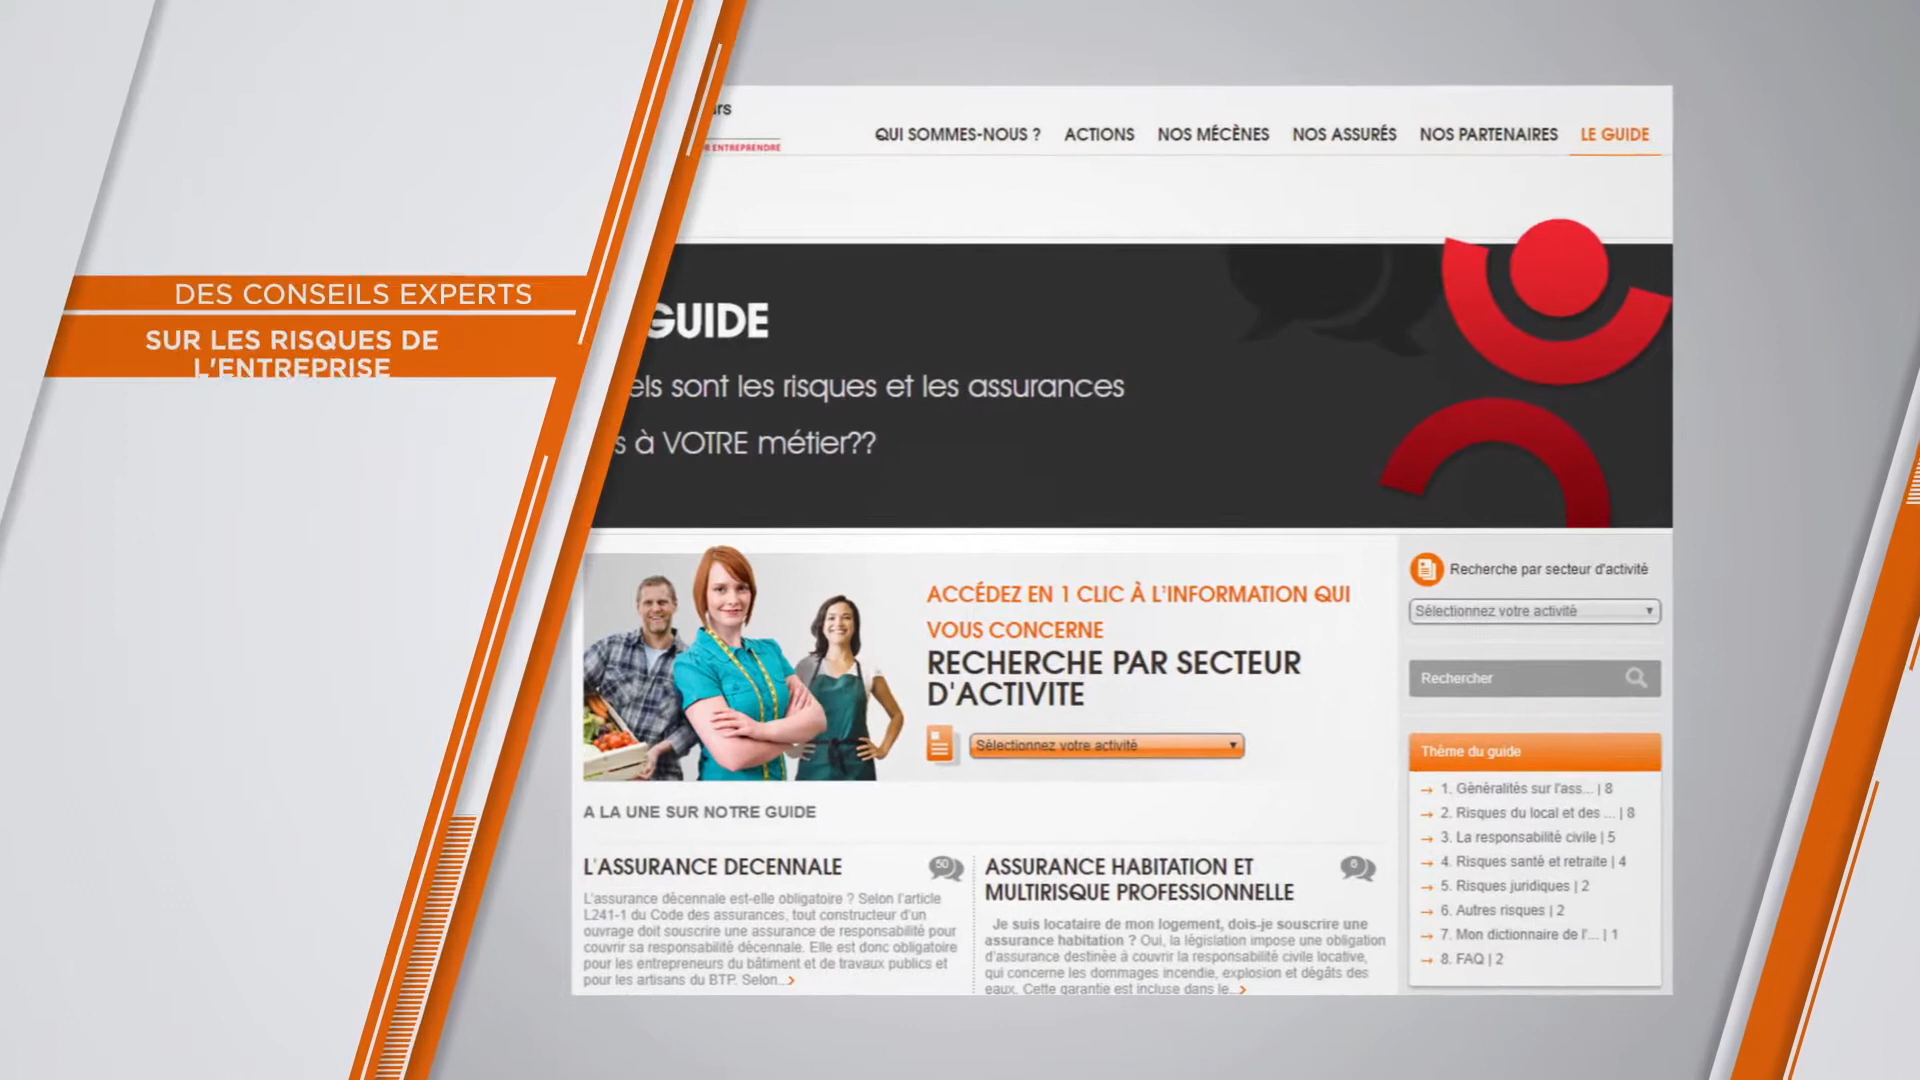 DES CONSEILS EXPERTS
SUR LES RISQUES DE
L'ENTREPRISE
ENTREPRENDRE
QUI SOMMES-NOUS ?
ACTIONS
NOS MÉCÈNES
NOS ASSURÉS
NOS PARTENAIRES
LE GUIDE
GUIDE
sont les risques et les assurances
à VOTRE métier??
ACCÉDEZ EN 1 CLIC À L'INFORMATION QUI
VOUS CONCERNE
RECHERCHE PAR SECTEUR
D'ACTIVITE
Sélectionnez votre activité
A LA UNE SUR NOTRE GUIDE
L'ASSURANCE DECENNALE
50
L'assurance décennale est-elle obligatoire ? Selon l'article
L241-1 du Code des assurances, tout constructeur d'un
ouvrage doit souscrire une assurance de responsabilité pour
couvrir sa responsabilité décennale. Elle est donc obligatoire
pour les entrepreneurs du bâtiment et de travaux publics et
pour les artisans du BTP. Selon...
ASSURANCE HABITATION ET
MULTIRISQUE PROFESSIONNELLE
Je suis locataire de mon logement, dois-je souscrire une
assurance habitation ? Oui, la législation impose une obligation
d'assurance destinée à couvrir la responsabilité civile locative,
qui concerne les dommages incendie, explosion et dégâts des
eaux. Cette garantie est incluse dans le...
Recherche par secteur d'activité
Sélectionnez votre activité
Rechercher
Thème du guide
1. Généralités sur l'ass... | 8
2. Risques du local et des ... | 8
3. La responsabilité civile | 5
4. Risques santé et retraite | 4
5. Risques juridiques | 2
6. Autres risques | 2
7. Mon dictionnaire de l'... | 1
8. FAQ | 2